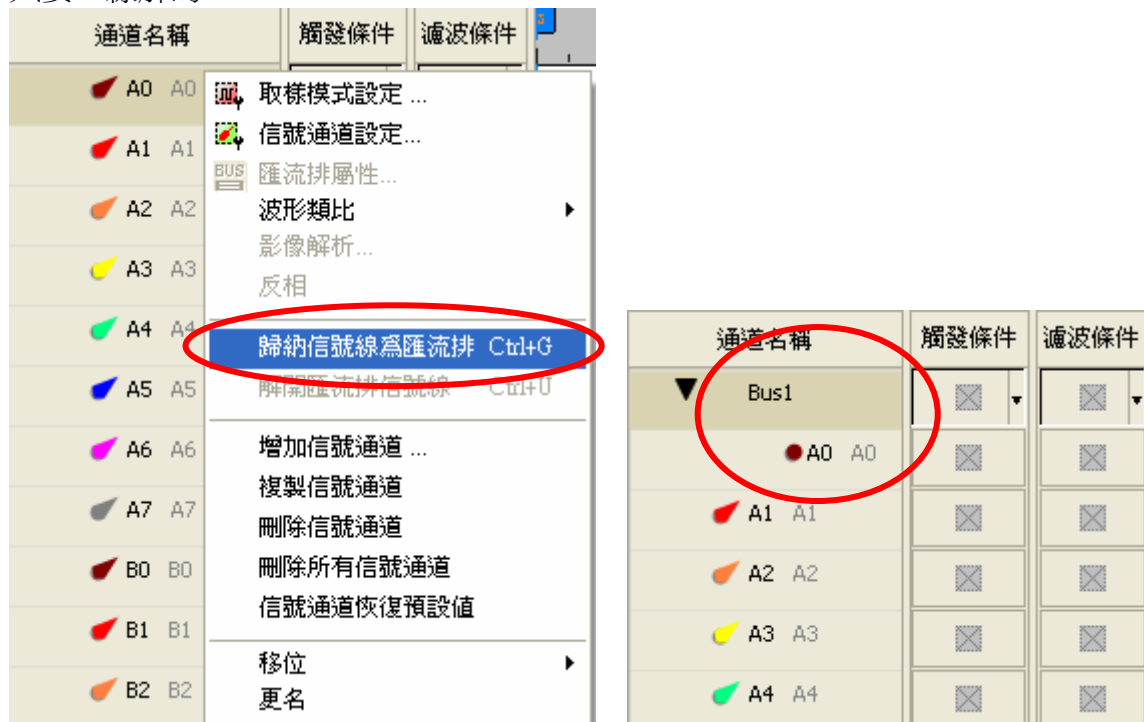 通道名稱 觸發條件 濾波條件
A0 A0
A1 A1
A2 A2
A3 A3
A4 A4
A5 A5
A6 A6
A7 A7
B0 B0
B1 B1
B2 B2
取樣模式設定 ...
信號通道設定...
BUS 匯流排屬性...
波形類比
影像解析...
反相
歸納信號線為匯流排 Ctrl+G
解開匯流排信號線 Ctrl+U
增加信號通道 ...
複製信號通道
刪除信號通道
刪除所有信號通道
信號通道恢復預設值
移位
更名
通道名稱 觸發條件 濾波條件
Bus1
A0 A0
A1 A1
A2 A2
A3 A3
A4 A4